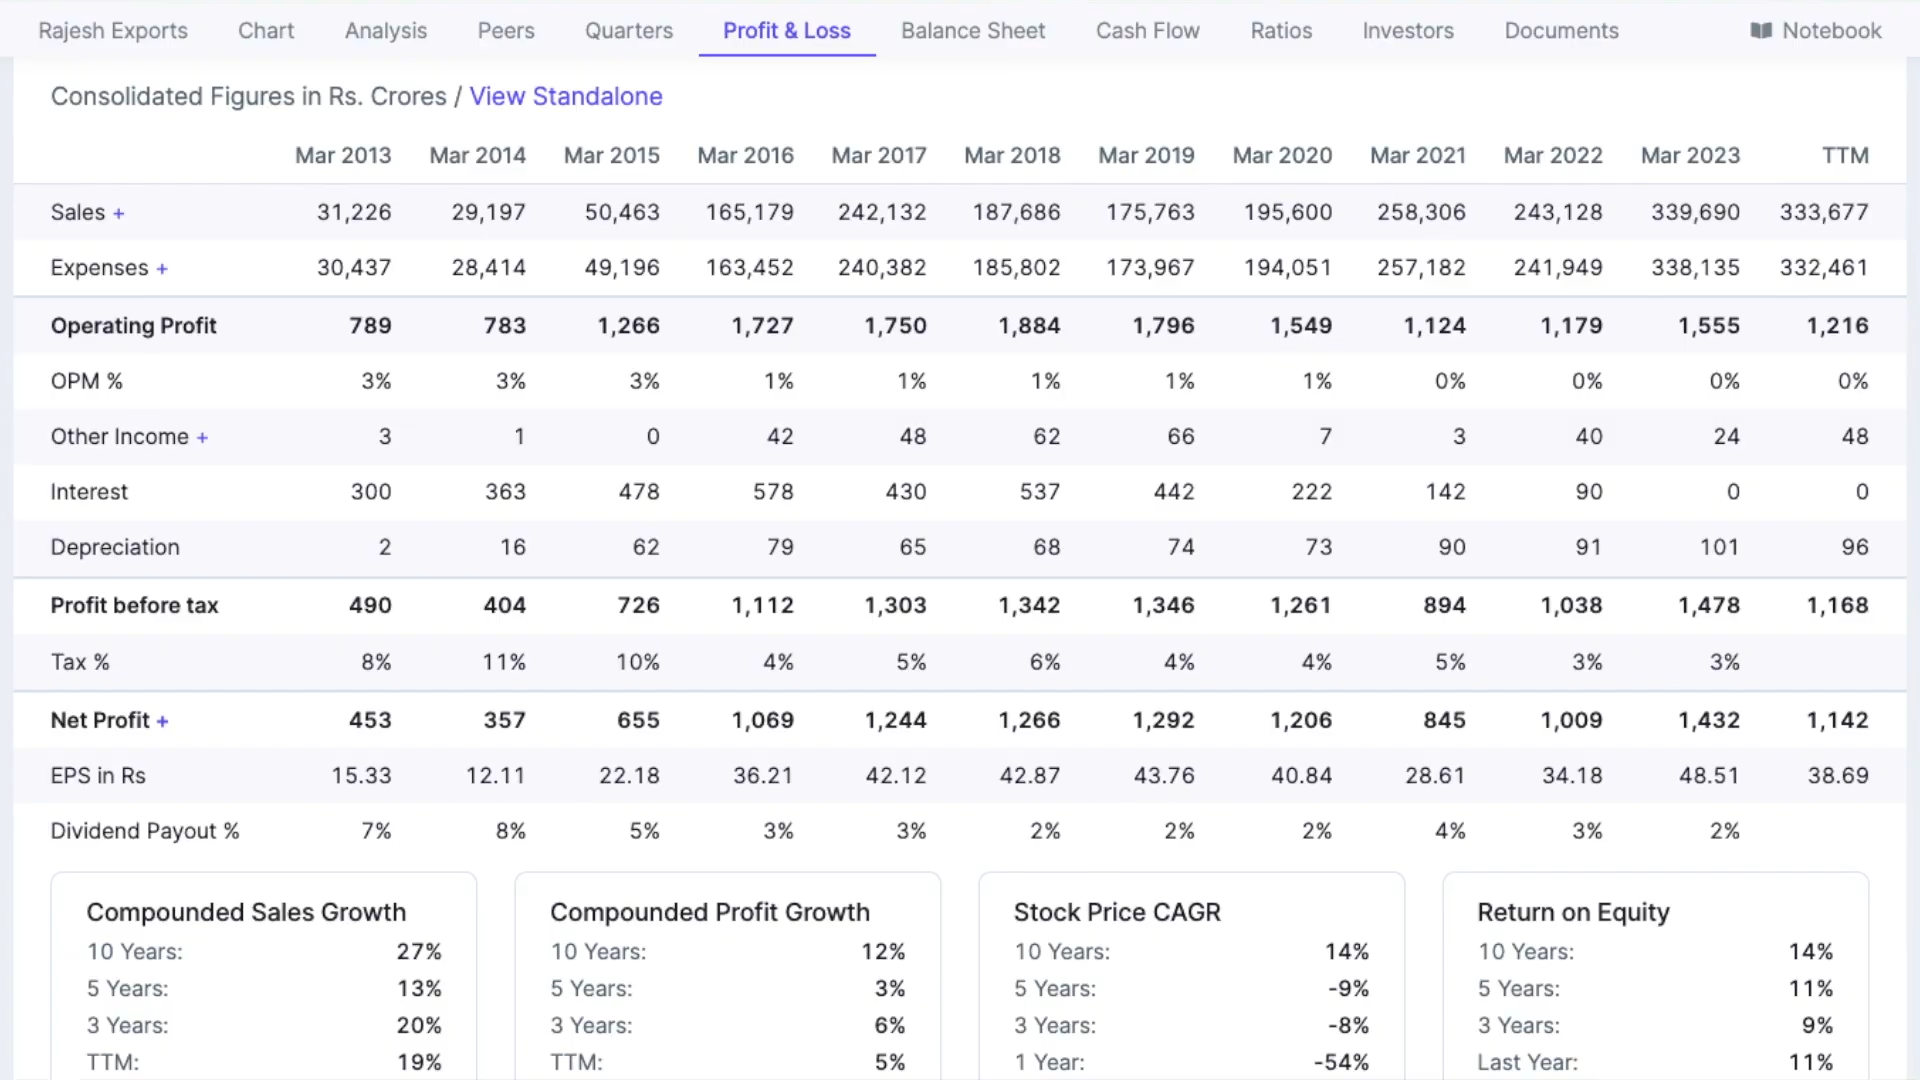 Rajesh Exports Chart Analysis Peers Quarters Profit & Loss Balance Sheet Cash Flow Ratios Investors Documents Notebook
Consolidated Figures in Rs. Crores / View Standalone
Mar 2013 Mar 2014 Mar 2015 Mar 2016 Mar 2017 Mar 2018 Mar 2019 Mar 2020 Mar 2021 Mar 2022 Mar 2023 TTM
Sales + 31,226 29,197 50,463 165,179 242,132 187,686 175,763 195,600 258,306 243,128 339,690 333,677
Expenses + 30,437 28,414 49,196 163,452 240,382 185,802 173,967 194,051 257,182 241,949 338,135 332,461
Operating Profit 789 783 1,266 1,727 1,750 1,884 1,796 1,549 1,124 1,179 1,555 1,216
OPM % 3% 3% 3% 1% 1% 1% 1% 1% 0% 0% 0% 0%
Other Income + 3 1 0 42 48 62 66 7 3 40 24 48
Interest 300 363 478 578 430 537 442 222 142 90 0 0
Depreciation 2 16 62 79 65 68 74 73 90 91 101 96
Profit before tax 490 404 726 1,112 1,303 1,342 1,346 1,261 894 1,038 1,478 1,168
Tax % 8% 11% 10% 4% 5% 6% 4% 4% 5% 3% 3%
Net Profit + 453 357 655 1,069 1,244 1,266 1,292 1,206 845 1,009 1,432 1,142
EPS in Rs 15.33 12.11 22.18 36.21 42.12 42.87 43.76 40.84 28.61 34.18 48.51 38.69
Dividend Payout % 7% 8% 5% 3% 3% 2% 2% 2% 4% 3% 2%
Compounded Sales Growth
10 Years: 27%
5 Years: 13%
3 Years: 20%
TTM: 19%
Compounded Profit Growth
10 Years: 12%
5 Years: 3%
3 Years: 6%
TTM: 5%
Stock Price CAGR
10 Years: 14%
5 Years: -9%
3 Years: -8%
1 Year: -54%
Return on Equity
10 Years: 14%
5 Years: 11%
3 Years: 9%
Last Year: 11%